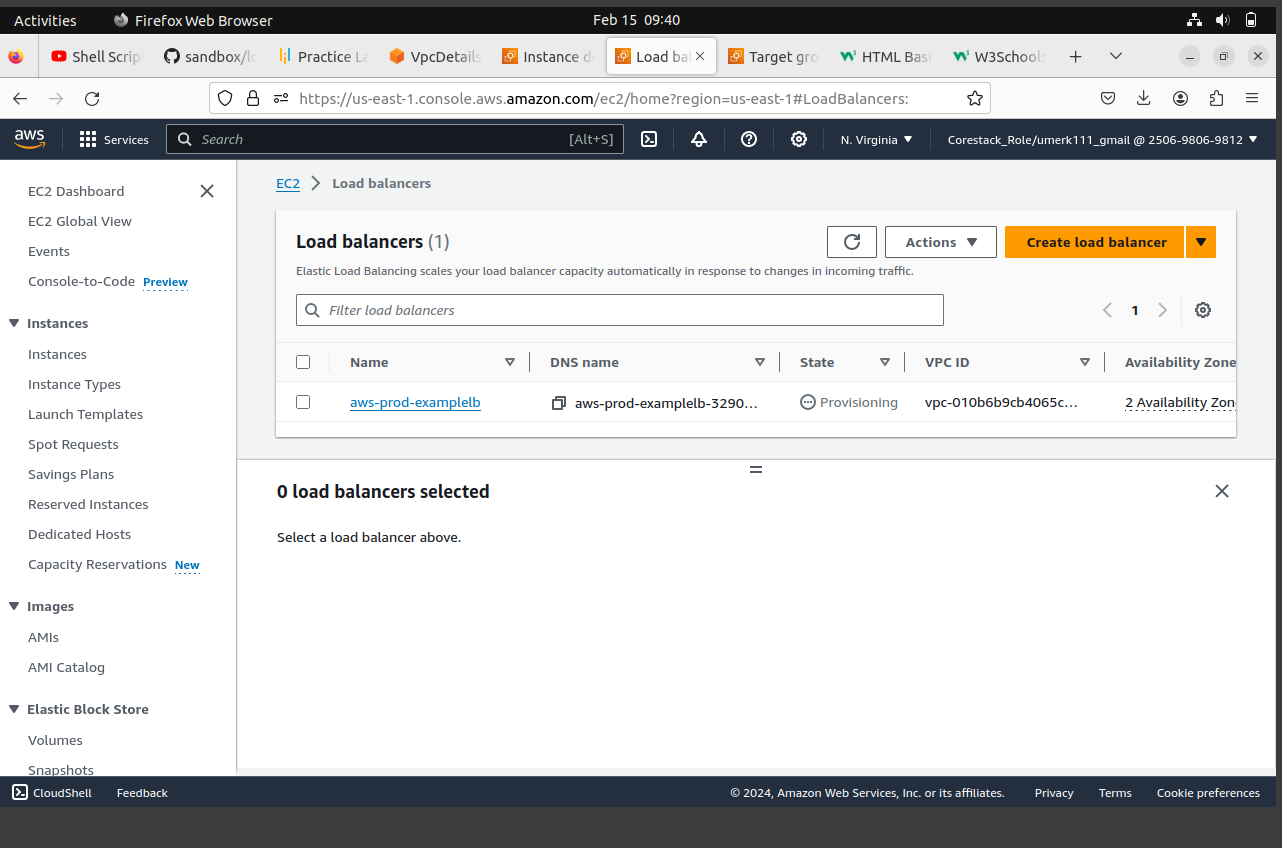 Activities Firefox Web Browser Feb 15 09:40
Shell Scrip sandbox/lo Practice La VpcDetails Instance d Load bal Target gro HTML Basi W3Schools
https://us-east-1.console.aws.amazon.com/ec2/home?region=us-east-1#LoadBalancers:
aws Services Search [Alt+S] N. Virginia Corestack_Role/umerk111_gmail @ 2506-9806-9812
EC2 Dashboard
EC2 Global View
Events
Console-to-Code Preview
Instances
Instances
Instance Types
Launch Templates
Spot Requests
Savings Plans
Reserved Instances
Dedicated Hosts
Capacity Reservations New
Images
AMIs
AMI Catalog
Elastic Block Store
Volumes
Snapshots
EC2 Load balancers
Load balancers (1) Actions Create load balancer
Elastic Load Balancing scales your load balancer capacity automatically in response to changes in incoming traffic.
Filter load balancers 1
Name DNS name State VPC ID Availability Zone
aws-prod-examplelb aws-prod-examplelb-3290... Provisioning vpc-010b6b9cb4065c... 2 Availability Zon
0 load balancers selected
Select a load balancer above.
CloudShell Feedback © 2024, Amazon Web Services, Inc. or its affiliates. Privacy Terms Cookie preferences